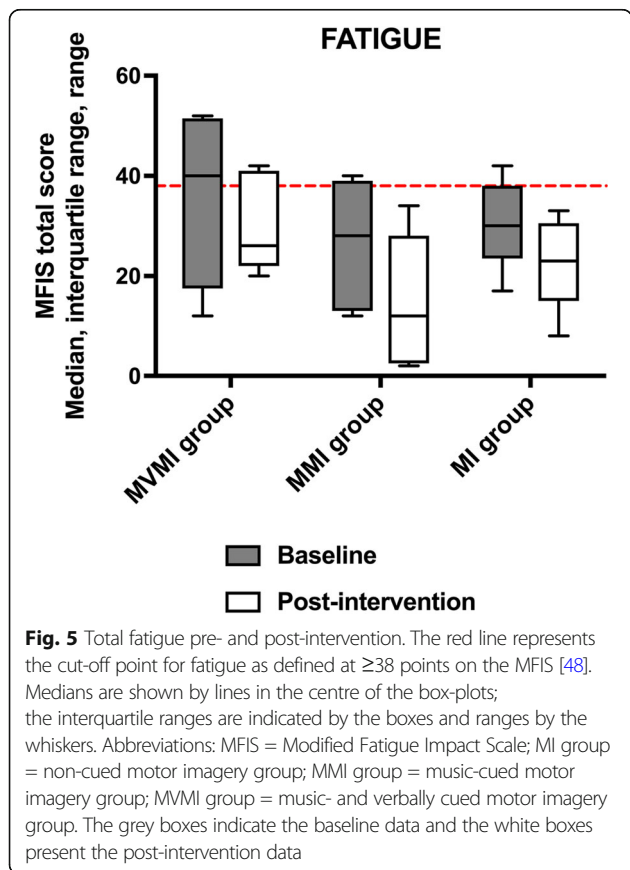 FATIGUE
MFIS total score
Median, interquartile range, range
60
40
20
0
MVMI group
MMI group
MI group
Baseline
Post-intervention
Fig. 5 Total fatigue pre- and post-intervention. The red line represents
the cut-off point for fatigue as defined at ≥38 points on the MFIS [48].
Medians are shown by lines in the centre of the box-plots;
the interquartile ranges are indicated by the boxes and ranges by the
whiskers. Abbreviations: MFIS = Modified Fatigue Impact Scale; MI group
= non-cued motor imagery group; MMI group = music-cued motor
imagery group; MVMI group = music- and verbally cued motor imagery
group. The grey boxes indicate the baseline data and the white boxes
present the post-intervention data